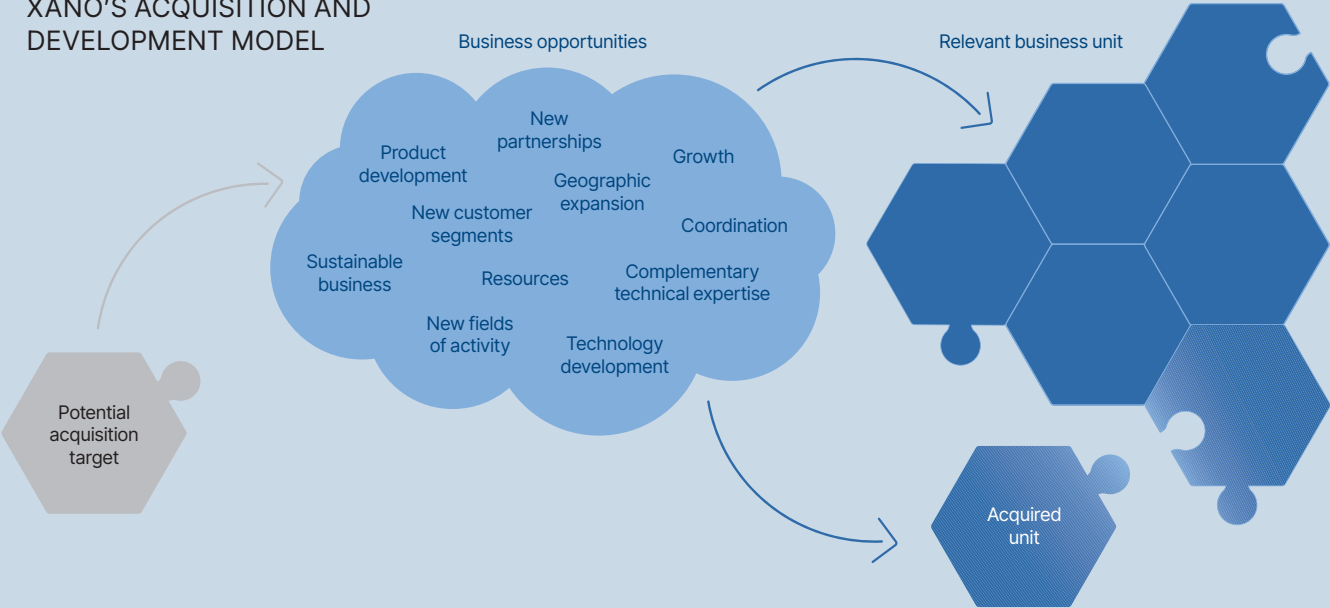 XANO'S ACQUISITION AND
DEVELOPMENT MODEL
Business opportunities
Relevant business unit
New
partnerships
Product
development
Growth
Geographic
expansion
New customer
segments
Coordination
Sustainable
business
Resources
Complementary
technical expertise
New fields
of activity
Technology
development
Potential
acquisition
target
Acquired
unit